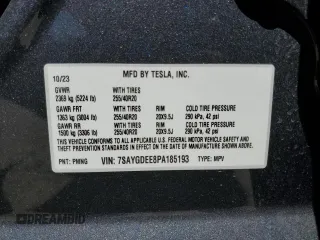 MFD BY TESLA, INC.
10/23
GVWR WITH TIRES
2369 kg (5224 lb) 255/40R20
GAWR FRT WITH TIRES RIM COLD TIRE PRESSURE
1363 kg (3004 lb) 255/40R20 20X9.5J 290 kPa, 42 psi
GAWR RR WITH TIRES RIM COLD TIRE PRESSURE
1500 kg (3306 lb) 255/40R20 20X9.5J 290 kPa, 42 psi
THIS VEHICLE CONFORMS TO ALL APPLICABLE FEDERAL MOTOR VEHICLE
SAFETY, BUMPER, AND THEFT PREVENTION STANDARDS IN EFFECT ON THE DATE OF
MANUFACTURE SHOWN ABOVE.
PNT: PMNG VIN: 7SAYGDEE8PA185193 TYPE: MPV
DREAMBID